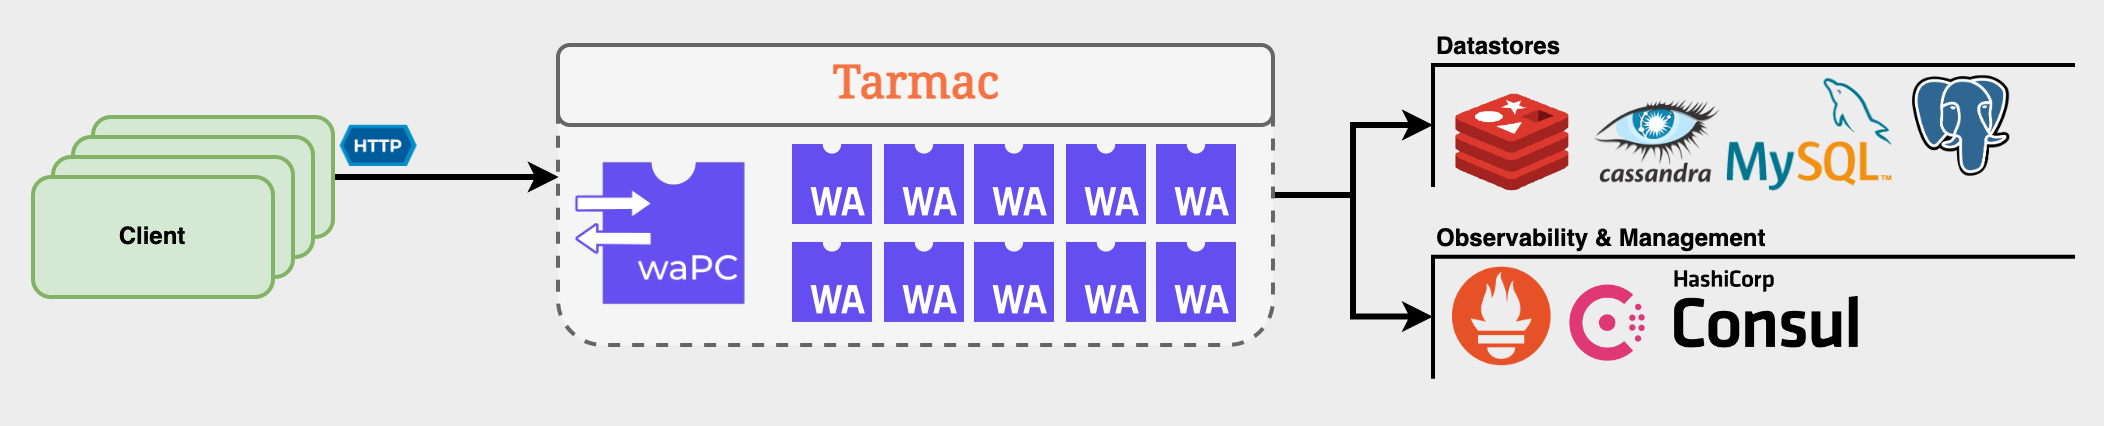 Client
HTTP
Tarmac
waPC
WA WA WA WA WA
WA WA WA WA WA
Datastores
cassandra
MySQL™
Observability & Management
HashiCorp
Consul